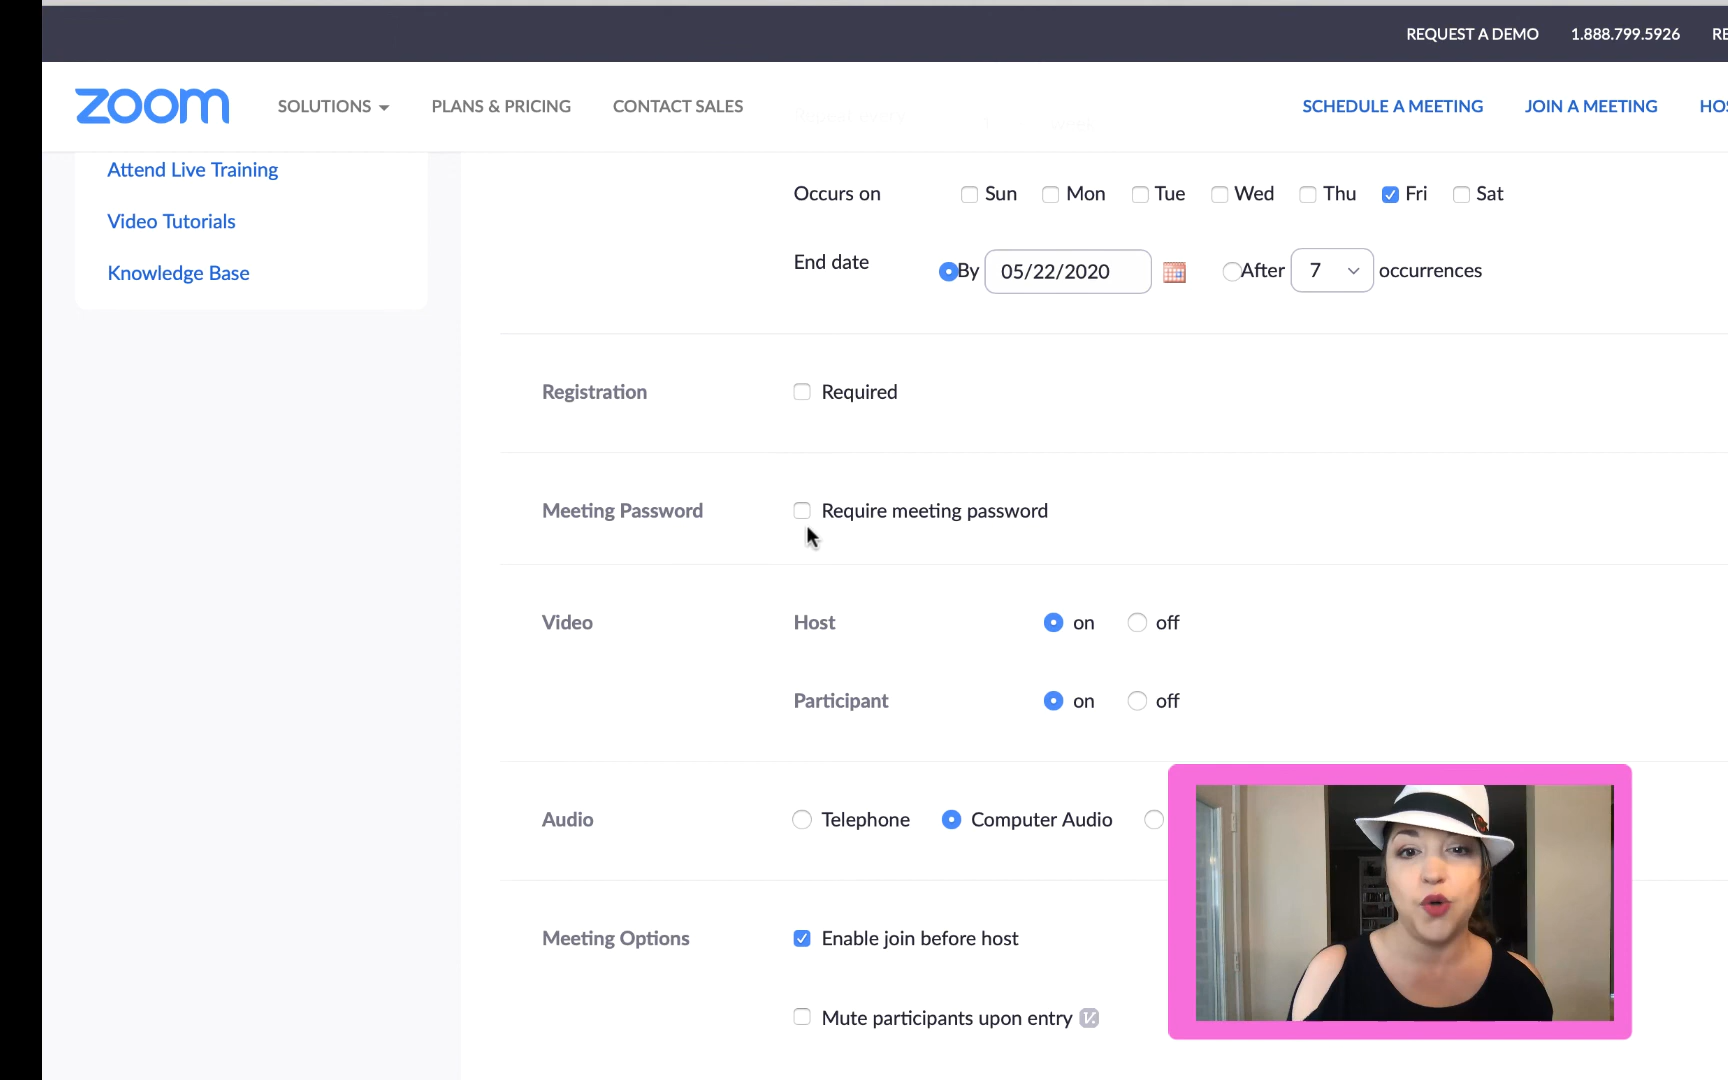 REQUEST A DEMO 1.888.799.5926
zoom SOLUTIONS PLANS & PRICING CONTACT SALES SCHEDULE A MEETING JOIN A MEETING
Attend Live Training
Video Tutorials
Knowledge Base
Occurs on Sun Mon Tue Wed Thu Fri Sat
End date By 05/22/2020 After 7 occurrences
Registration Required
Meeting Password Require meeting password
Video Host on off
Participant on off
Audio Telephone Computer Audio
Meeting Options Enable join before host
Mute participants upon entry